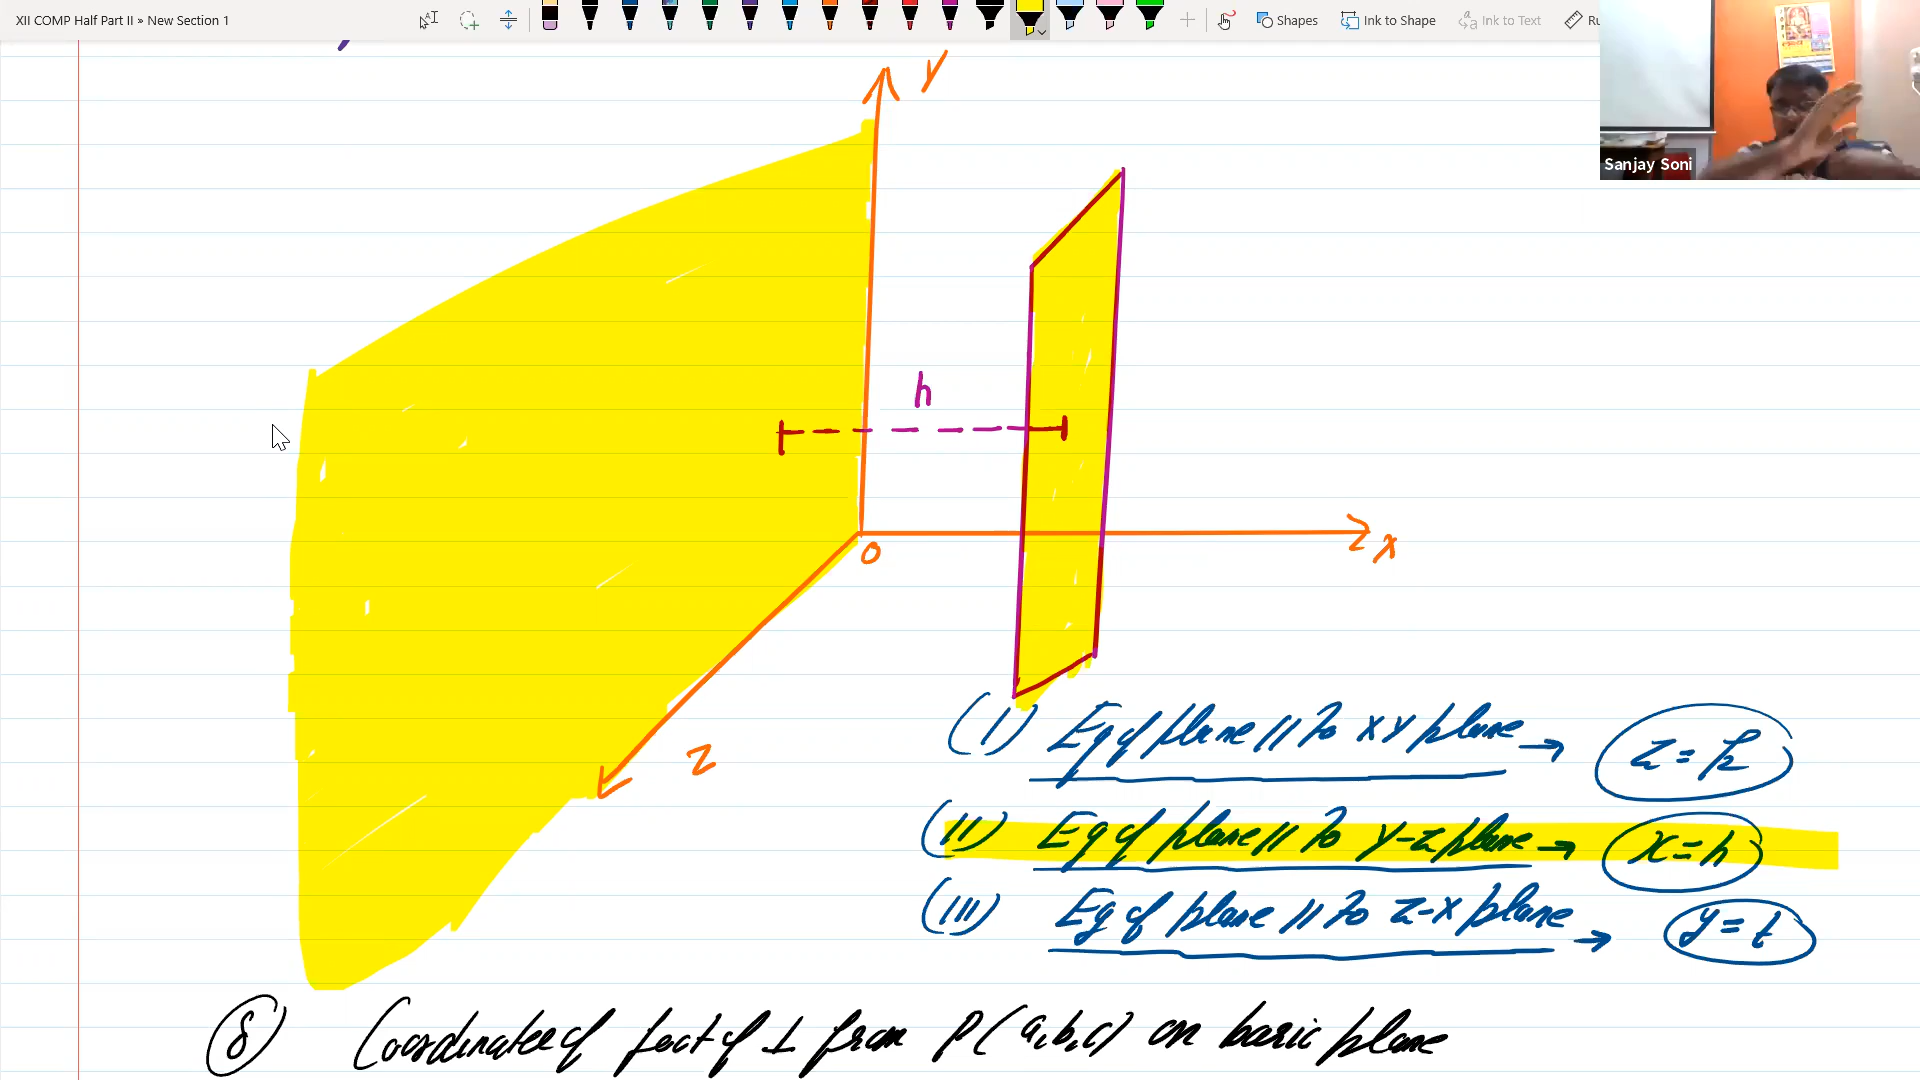 XII COMP Half Part II » New Section 1
Shapes
Ink to Shape
Ink to Text
Ru
Sanjay Soni
y
h
O
x
z
(I) Eq of plane || To xy plane → z = k
(II) Eq of plane || To y-z plane → x = h
(III) Eq of plane || To z-x plane → y = t
(8) Coordinates of foot of ⊥ from P(a,b,c) on basic plane